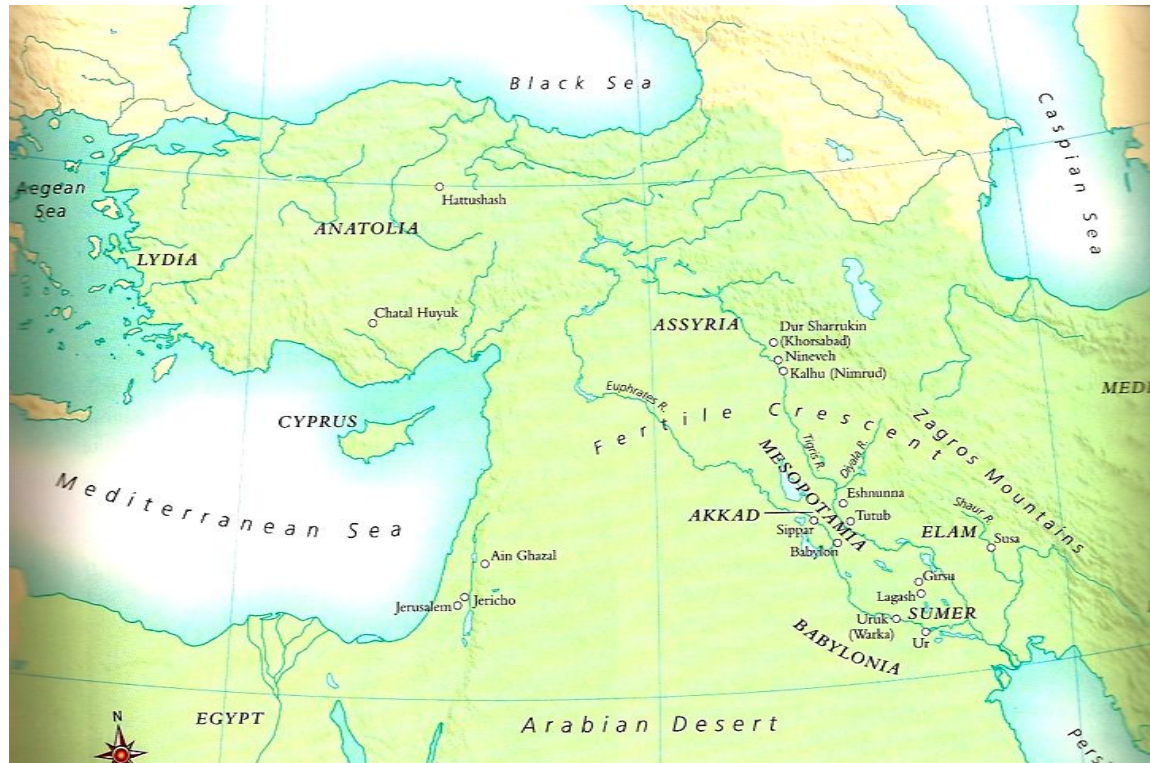 Black Sea
Caspian Sea
Aegean
Sea
Hattushash
ANATOLIA
LYDIA
Chatal Huyuk
ASSYRIA
Dur Sharrukin
(Khorsabad)
Nineveh
Kalhu (Nimrud)
MEDI
Euphrates R.
CYPRUS
Fertile Crescent
Zagros Mountains
Tigris R.
Diyala R.
MESOPOTAMIA
Mediterranean Sea
Eshnunna
AKKAD
Tutub
Sippar
Shaur R.
ELAM
Susa
Babylon
Ain Ghazal
Girsu
Lagash
Jericho
Jerusalem
SUMER
Uruk
(Warka)
Ur
BABYLONIA
EGYPT
Arabian Desert
N
Persi